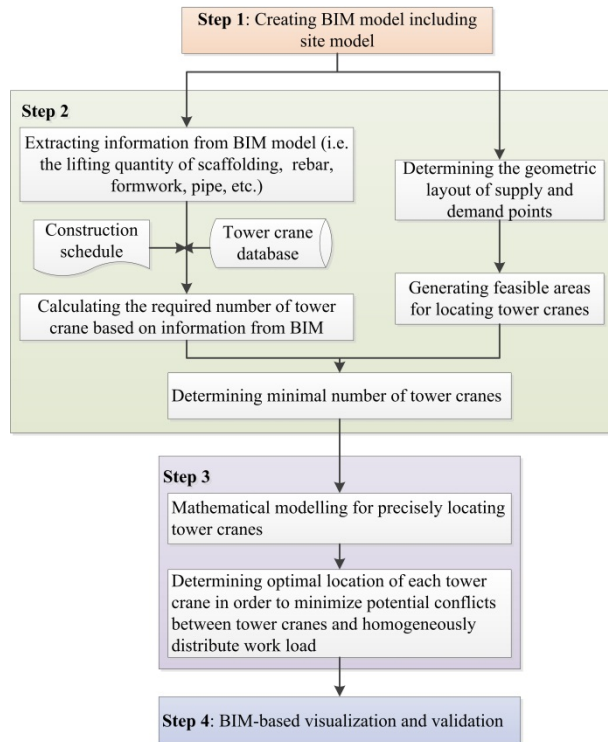 Step 1: Creating BIM model including
site model
Step 2
Extracting information from BIM model (i.e.
the lifting quantity of scaffolding, rebar,
formwork, pipe, etc.)
Construction
schedule
Tower crane
database
Calculating the required number of tower
crane based on information from BIM
Determining the geometric
layout of supply and
demand points
Generating feasible areas
for locating tower cranes
Determining minimal number of tower cranes
Step 3
Mathematical modelling for precisely locating
tower cranes
Determining optimal location of each tower
crane in order to minimize potential conflicts
between tower cranes and homogeneously
distribute work load
Step 4: BIM-based visualization and validation